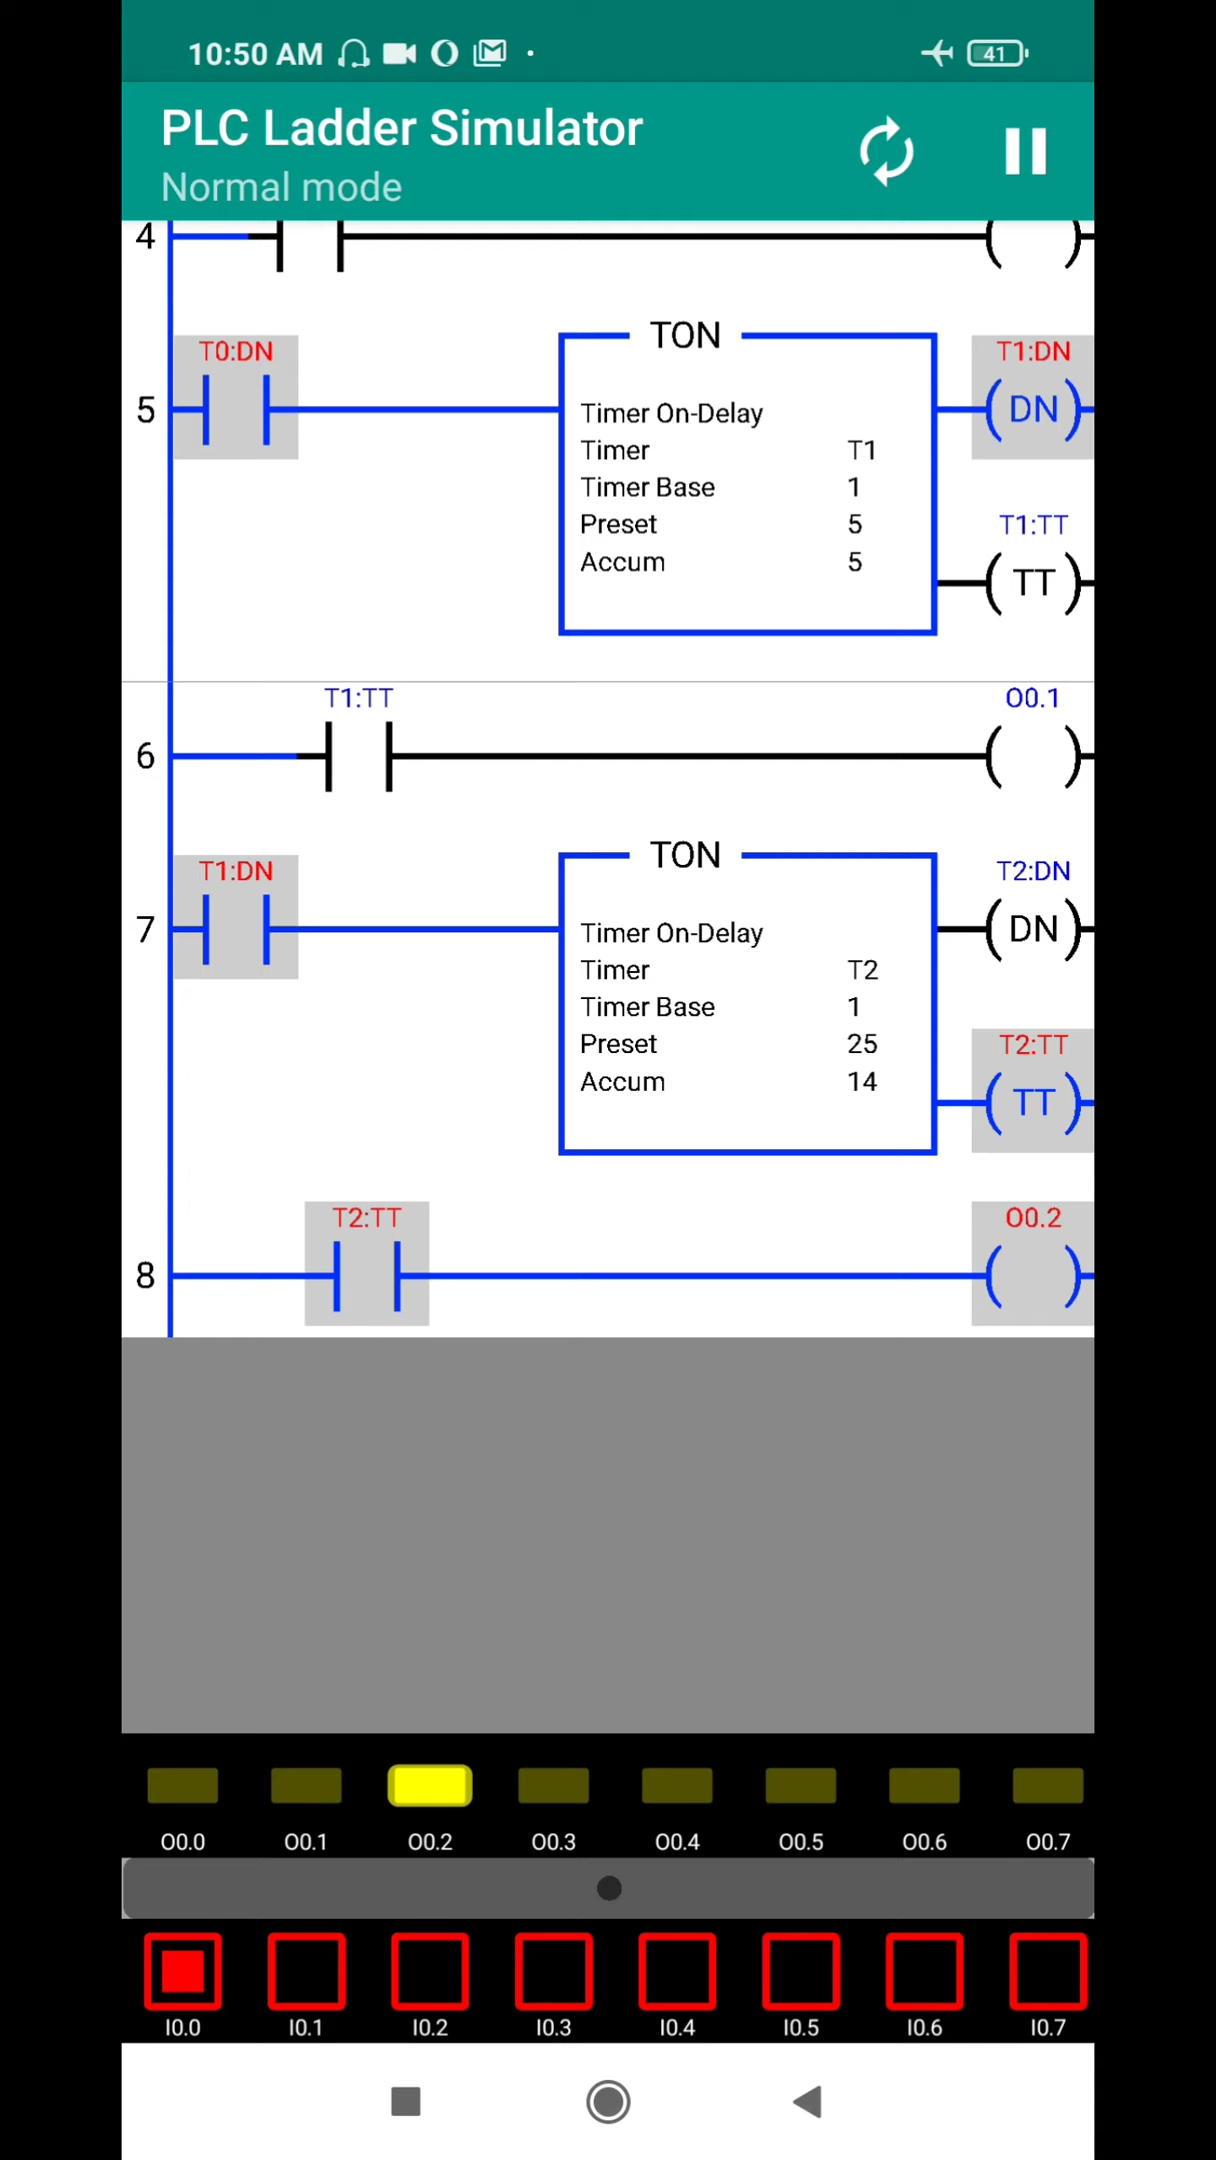 10:50 AM
41
PLC Ladder Simulator
Normal mode
4
TON
T0:DN
T1:DN
5
DN
Timer On-Delay
Timer T1
Timer Base 1
Preset 5
Accum 5
T1:TT
TT
T1:TT
O0.1
6
TON
T1:DN
T2:DN
7
DN
Timer On-Delay
Timer T2
Timer Base 1
Preset 25
Accum 14
T2:TT
TT
T2:TT
O0.2
8
O0.0 O0.1 O0.2 O0.3 O0.4 O0.5 O0.6 O0.7
I0.0 I0.1 I0.2 I0.3 I0.4 I0.5 I0.6 I0.7